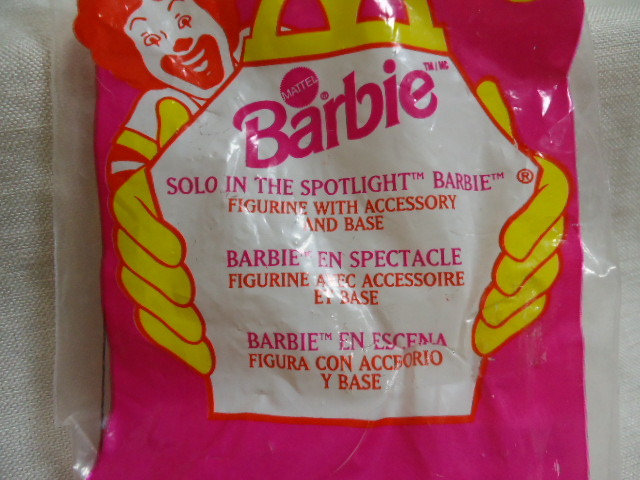 MATTEL
®
Barbie TM/MC
SOLO IN THE SPOTLIGHT™ BARBIE™ ®
FIGURINE WITH ACCESSORY
AND BASE
BARBIE™ EN SPECTACLE
FIGURINE AVEC ACCESSOIRE
ET BASE
BARBIE™ EN ESCENA
FIGURA CON ACCESORIO
Y BASE